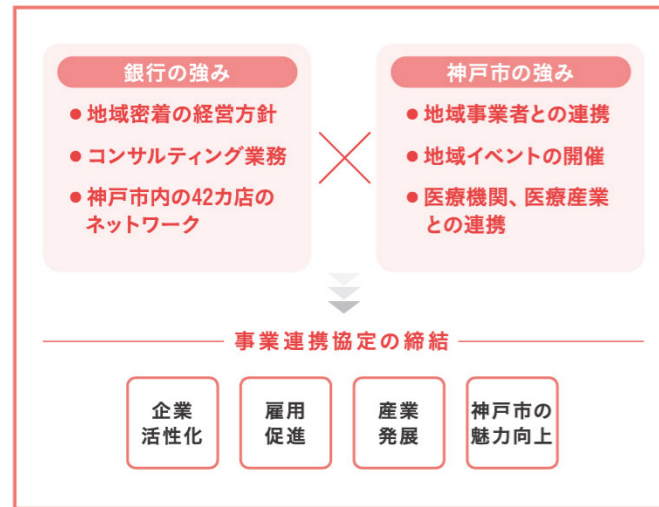 銀行の強み
● 地域密着の経営方針
● コンサルティング業務
● 神戸市内の42カ店の
ネットワーク
神戸市の強み
● 地域事業者との連携
● 地域イベントの開催
● 医療機関、医療産業
との連携
事業連携協定の締結
企業
活性化
雇用
促進
産業
発展
神戸市の
魅力向上